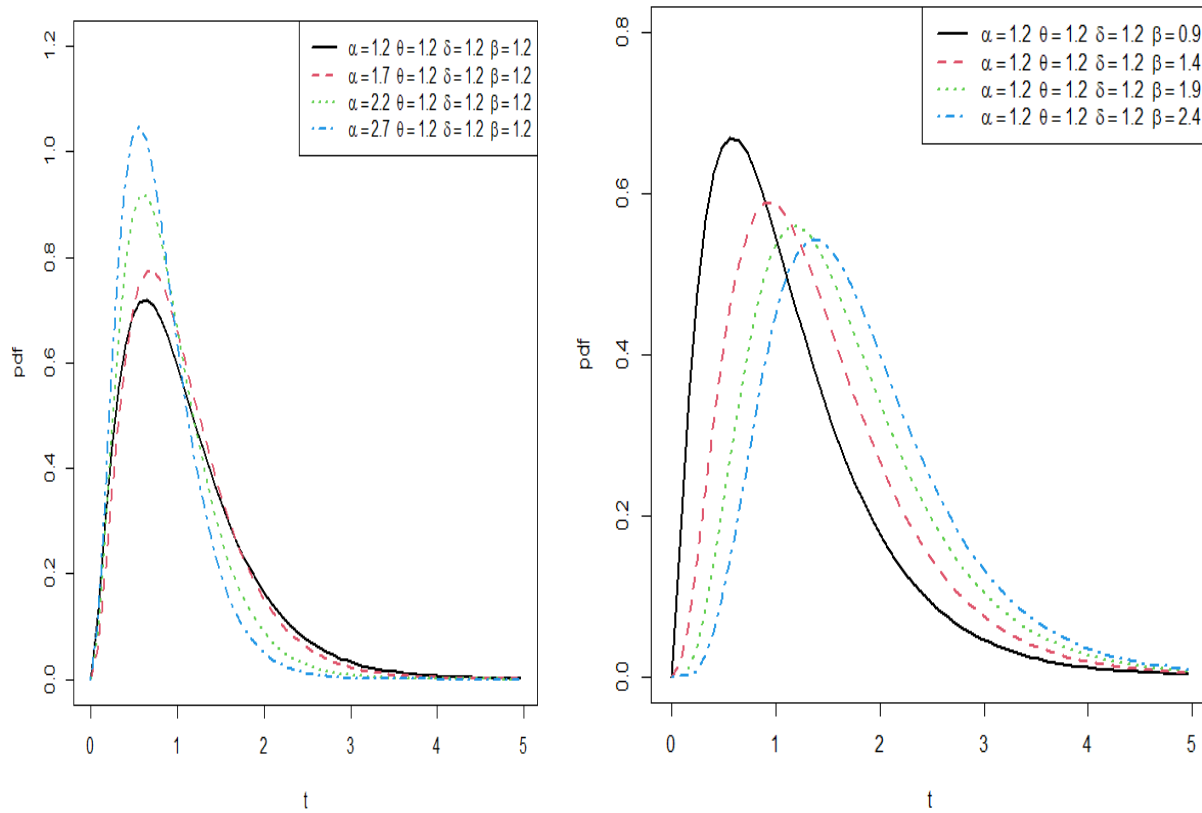 α = 1.2 θ = 1.2 δ = 1.2 β = 1.2
α = 1.7 θ = 1.2 δ = 1.2 β = 1.2
α = 2.2 θ = 1.2 δ = 1.2 β = 1.2
α = 2.7 θ = 1.2 δ = 1.2 β = 1.2
pdf
1.2
1.0
0.8
0.6
0.4
0.2
0.0
0 1 2 3 4 5
t
α = 1.2 θ = 1.2 δ = 1.2 β = 0.9
α = 1.2 θ = 1.2 δ = 1.2 β = 1.4
α = 1.2 θ = 1.2 δ = 1.2 β = 1.9
α = 1.2 θ = 1.2 δ = 1.2 β = 2.4
pdf
0.8
0.6
0.4
0.2
0.0
0 1 2 3 4 5
t